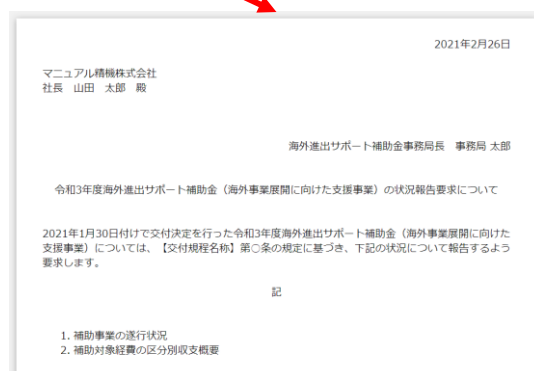 2021年2月26日
マニュアル精機株式会社
社長　山田　太郎　殿
海外進出サポート補助金事務局長　事務局 太郎
令和3年度海外進出サポート補助金（海外事業展開に向けた支援事業）の状況報告要求について
2021年1月30日付けで交付決定を行った令和3年度海外進出サポート補助金（海外事業展開に向けた
支援事業）については、【交付規程名称】第○条の規定に基づき、下記の状況について報告するよう
要求します。
記
1. 補助事業の遂行状況
2. 補助対象経費の区分別収支概要